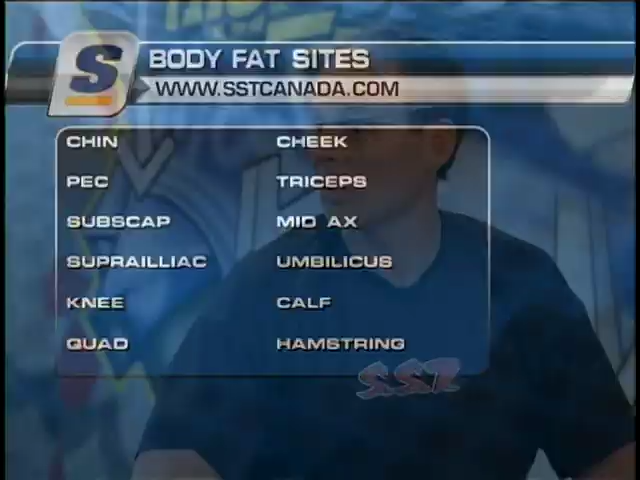 S
BODY FAT SITES
WWW.SSTCANADA.COM
CHIN CHEEK
PEC TRICEPS
SUBSCAP MID AX
SUPRAILLIAC UMBILICUS
KNEE CALF
QUAD HAMSTRING
SST